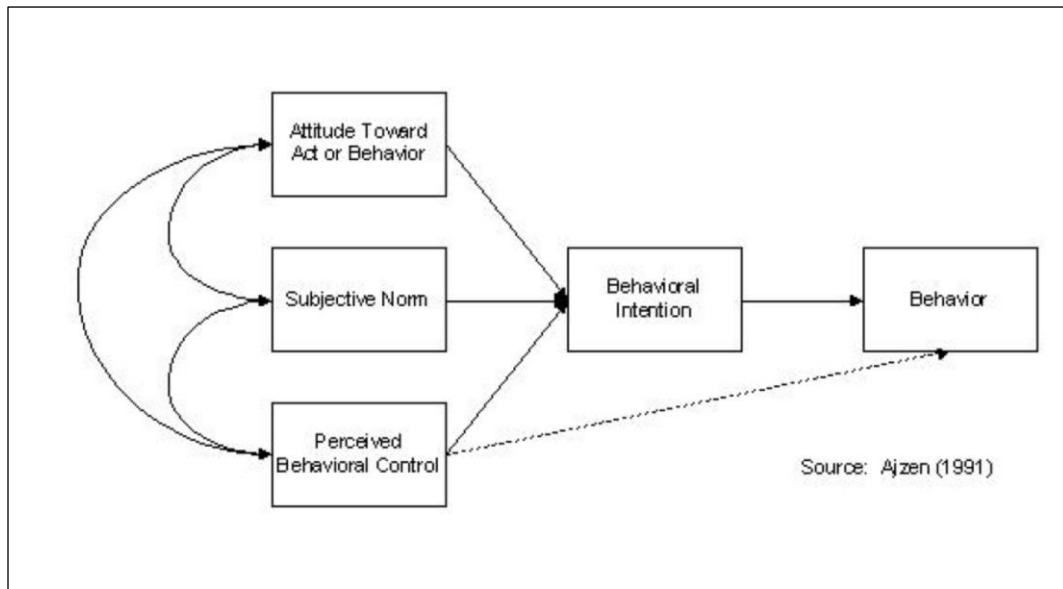 Attitude Toward
Act or Behavior
Subjective Norm
Behavioral
Intention
Behavior
Perceived
Behavioral Control
Source: Ajzen (1991)